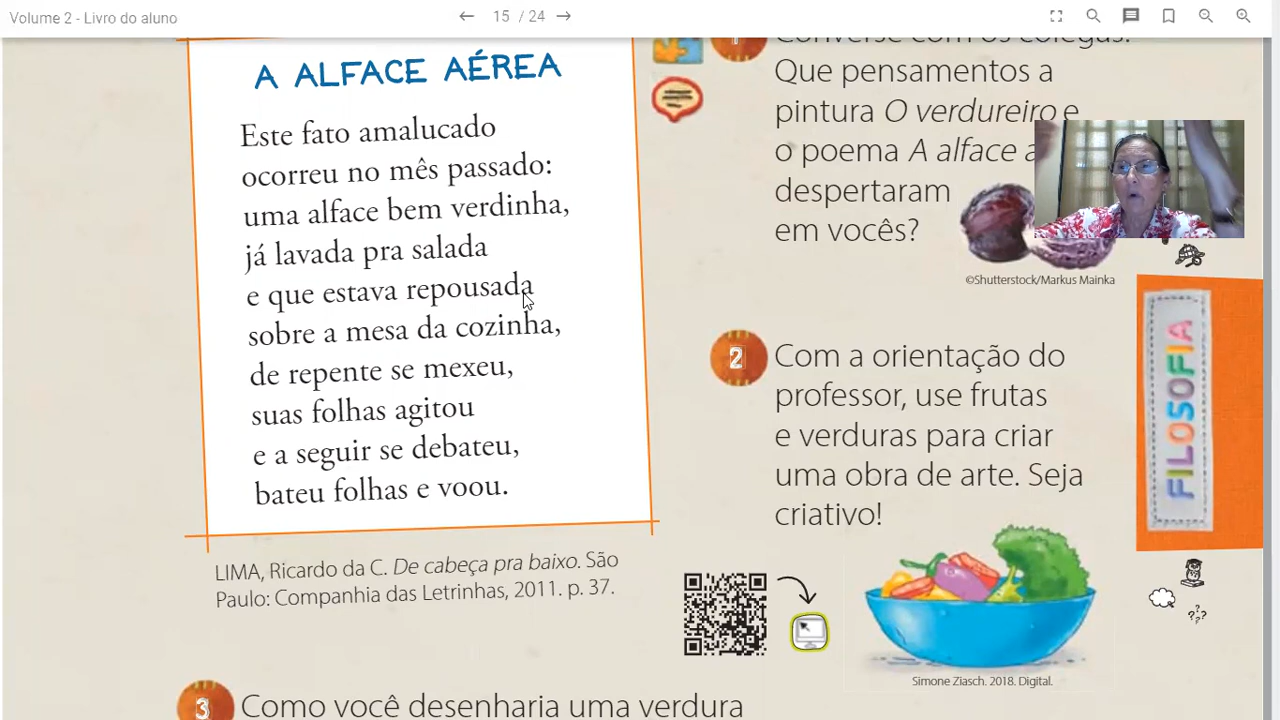 Volume 2 - Livro do aluno
15 / 24
A ALFACE AÉREA
Este fato amalucado
ocorreu no mês passado:
uma alface bem verdinha,
já lavada pra salada
e que estava repousada
sobre a mesa da cozinha,
de repente se mexeu,
suas folhas agitou
e a seguir se debateu,
bateu folhas e voou.
LIMA, Ricardo da C. De cabeça pra baixo. São
Paulo: Companhia das Letrinhas, 2011. p. 37.
1 Converse com os colegas.
Que pensamentos a
pintura O verdureiro e
o poema A alface
despertaram
em vocês?
©Shutterstock/Markus Mainka
2 Com a orientação do
professor, use frutas
e verduras para criar
uma obra de arte. Seja
criativo!
FILOSOFIA
Simone Ziasch. 2018. Digital.
3 Como você desenharia uma verdura